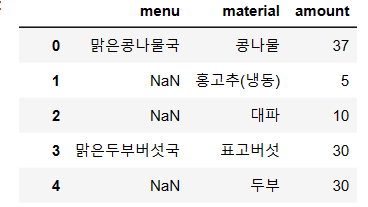 menu material amount
0 맑은콩나물국 콩나물 37
1 NaN 홍고추(냉동) 5
2 NaN 대파 10
3 맑은두부버섯국 표고버섯 30
4 NaN 두부 30